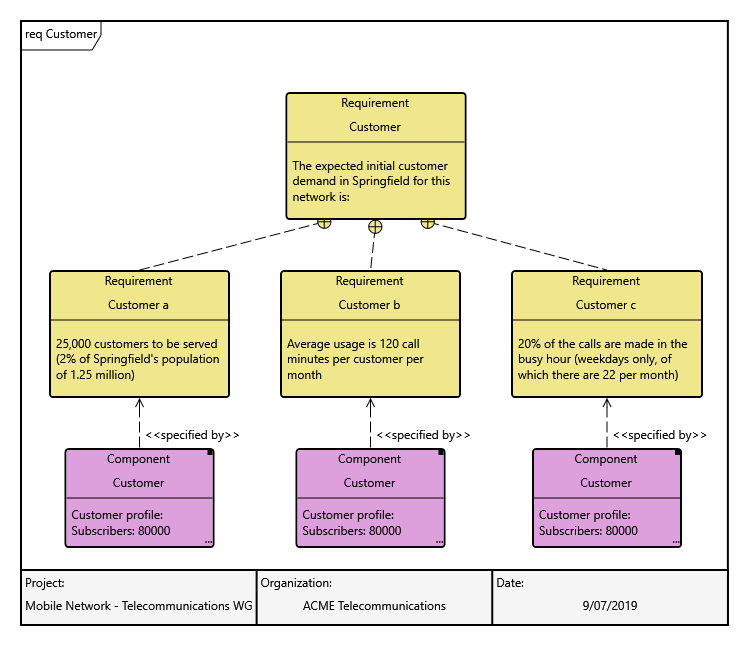 req Customer
Requirement
Customer
The expected initial customer
demand in Springfield for this
network is:
Requirement
Customer a
25,000 customers to be served
(2% of Springfield's population
of 1.25 million)
Requirement
Customer b
Average usage is 120 call
minutes per customer per
month
Requirement
Customer c
20% of the calls are made in the
busy hour (weekdays only, of
which there are 22 per month)
<<specified by>>
<<specified by>>
<<specified by>>
Component
Customer
Customer profile:
Subscribers: 80000
...
Component
Customer
Customer profile:
Subscribers: 80000
...
Component
Customer
Customer profile:
Subscribers: 80000
...
Project:
Mobile Network - Telecommunications WG
Organization:
ACME Telecommunications
Date:
9/07/2019